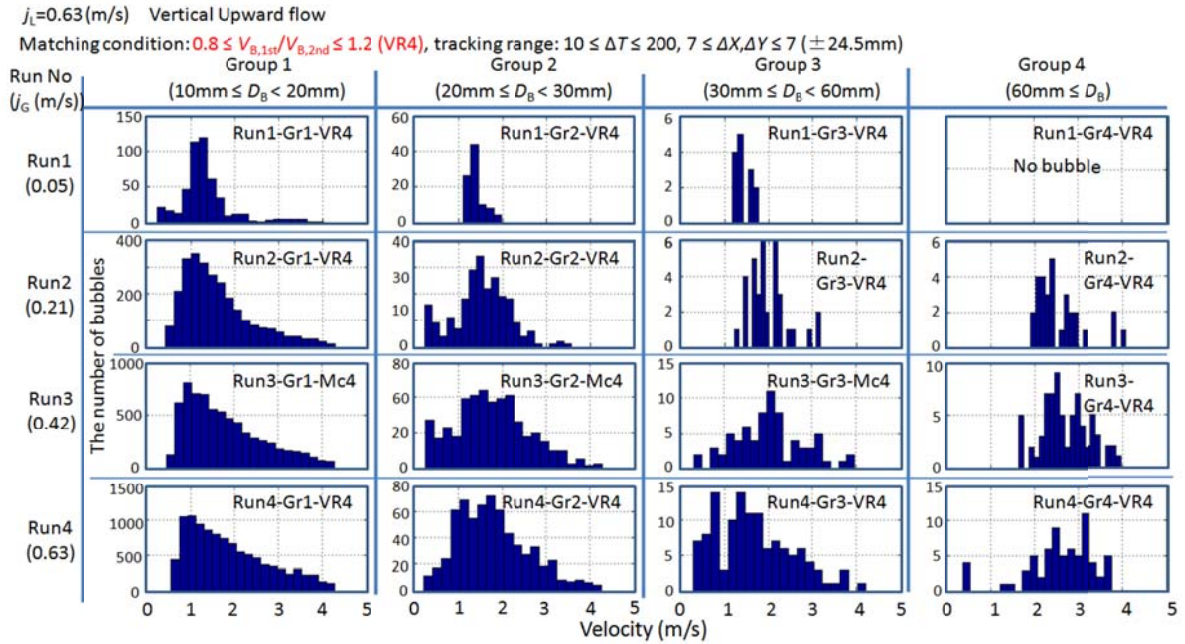 jL=0.63(m/s) Vertical Upward flow
Matching condition: 0.8 ≤ VB,1st/VB,2nd ≤ 1.2 (VR4), tracking range: 10 ≤ ΔT ≤ 200, 7 ≤ ΔX,ΔY ≤ 7 (±24.5mm)
Run No
(jG (m/s))
Group 1
(10mm ≤ DB < 20mm)
Group 2
(20mm ≤ DB < 30mm)
Group 3
(30mm ≤ DB < 60mm)
Group 4
(60mm ≤ DB)
The number of bubbles
Run1
(0.05)
150
100
50
0
Run1-Gr1-VR4
60
40
20
0
Run1-Gr2-VR4
6
4
2
0
Run1-Gr3-VR4
Run1-Gr4-VR4
No bubble
Run2
(0.21)
400
300
200
100
0
Run2-Gr1-VR4
40
30
20
10
0
Run2-Gr2-VR4
6
4
2
0
Run2-
Gr3-VR4
6
4
2
0
Run2-
Gr4-VR4
Run3
(0.42)
1000
500
0
Run3-Gr1-Mc4
80
60
40
20
0
Run3-Gr2-Mc4
15
10
5
0
Run3-Gr3-Mc4
10
5
0
Run3-
Gr4-VR4
Run4
(0.63)
1500
1000
500
0
Run4-Gr1-VR4
80
60
40
20
0
Run4-Gr2-VR4
15
10
5
0
Run4-Gr3-VR4
15
10
5
0
Run4-Gr4-VR4
0 1 2 3 4 5
0 1 2 3 4 5
0 1 2 3 4 5
0 1 2 3 4 5
Velocity (m/s)